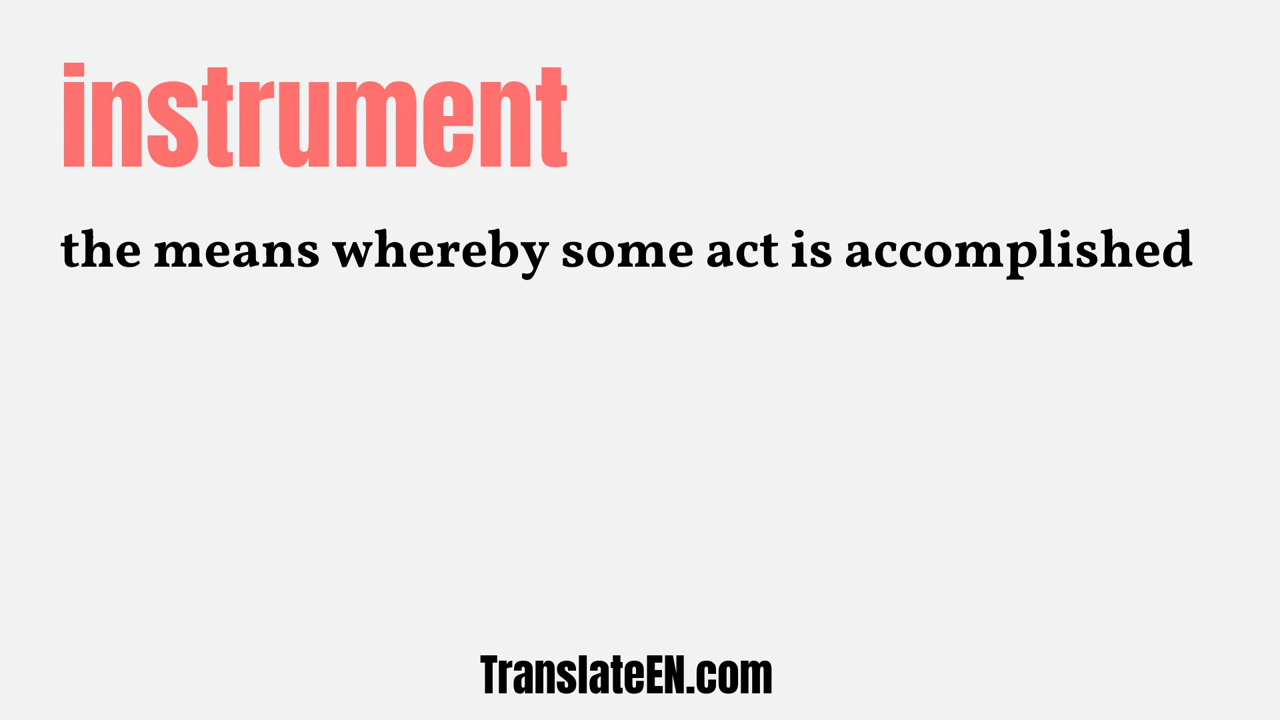 instrument
the means whereby some act is accomplished
TranslateEN.com